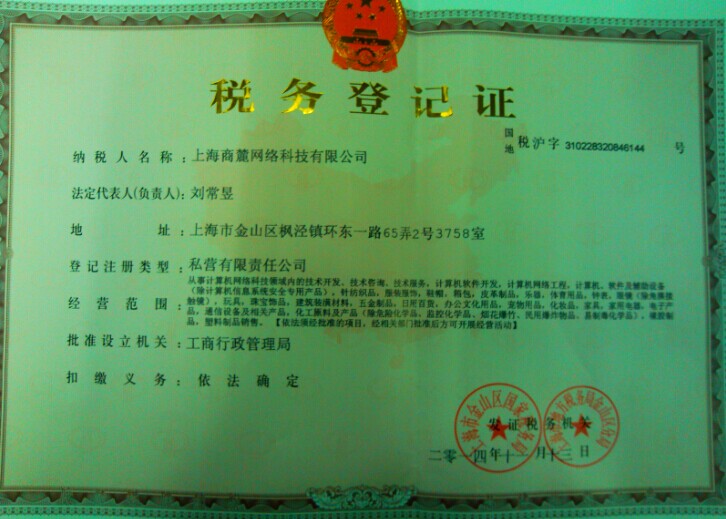 税务登记证
国
地 税沪字 310228320846144 号
纳税人名称：上海商麓网络科技有限公司
法定代表人(负责人)：刘常昱
地 址：上海市金山区枫泾镇环东一路65弄2号3758室
登记注册类型：私营有限责任公司
经营范围：从事计算机网络科技领域内的技术开发、技术咨询、技术服务，计算机软件开发，计算机网络工程，计算机、软件及辅助设备
（除计算机信息系统安全专用产品），针纺织品，服装服饰，鞋帽，箱包，皮革制品，乐器，体育用品，钟表，眼镜（除角膜接
触镜），玩具，珠宝饰品，建筑装潢材料，五金制品，日用百货，办公文化用品，宠物用品，化妆品，家具，家用电器，电子产
品，通信设备及相关产品，化工原料及产品（除危险化学品、监控化学品、烟花爆竹、民用爆炸物品、易制毒化学品），橡胶制
品，塑料制品销售。【依法须经批准的项目，经相关部门批准后方可开展经营活动】
批准设立机关：工商行政管理局
扣缴义务：依法确定
发证税务机关
二零一四年十一月十三日